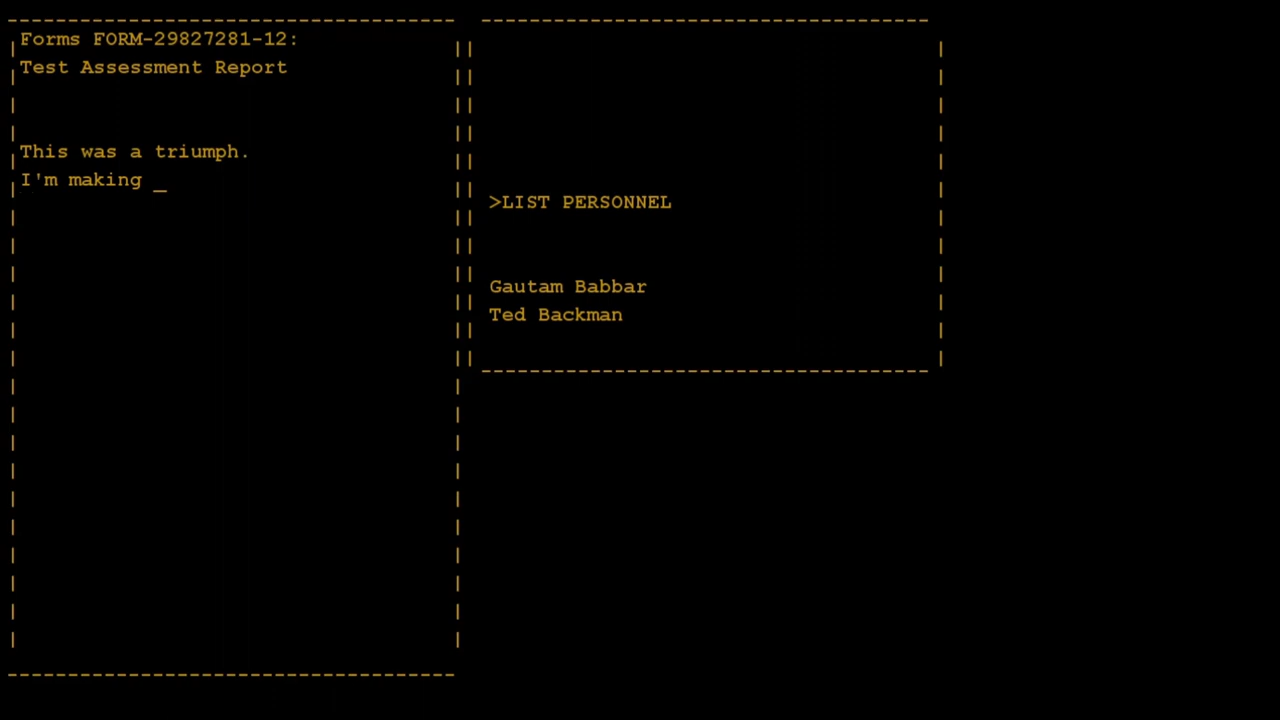 Forms FORM-29827281-12:
Test Assessment Report
This was a triumph.
I'm making _
>LIST PERSONNEL
Gautam Babbar
Ted Backman